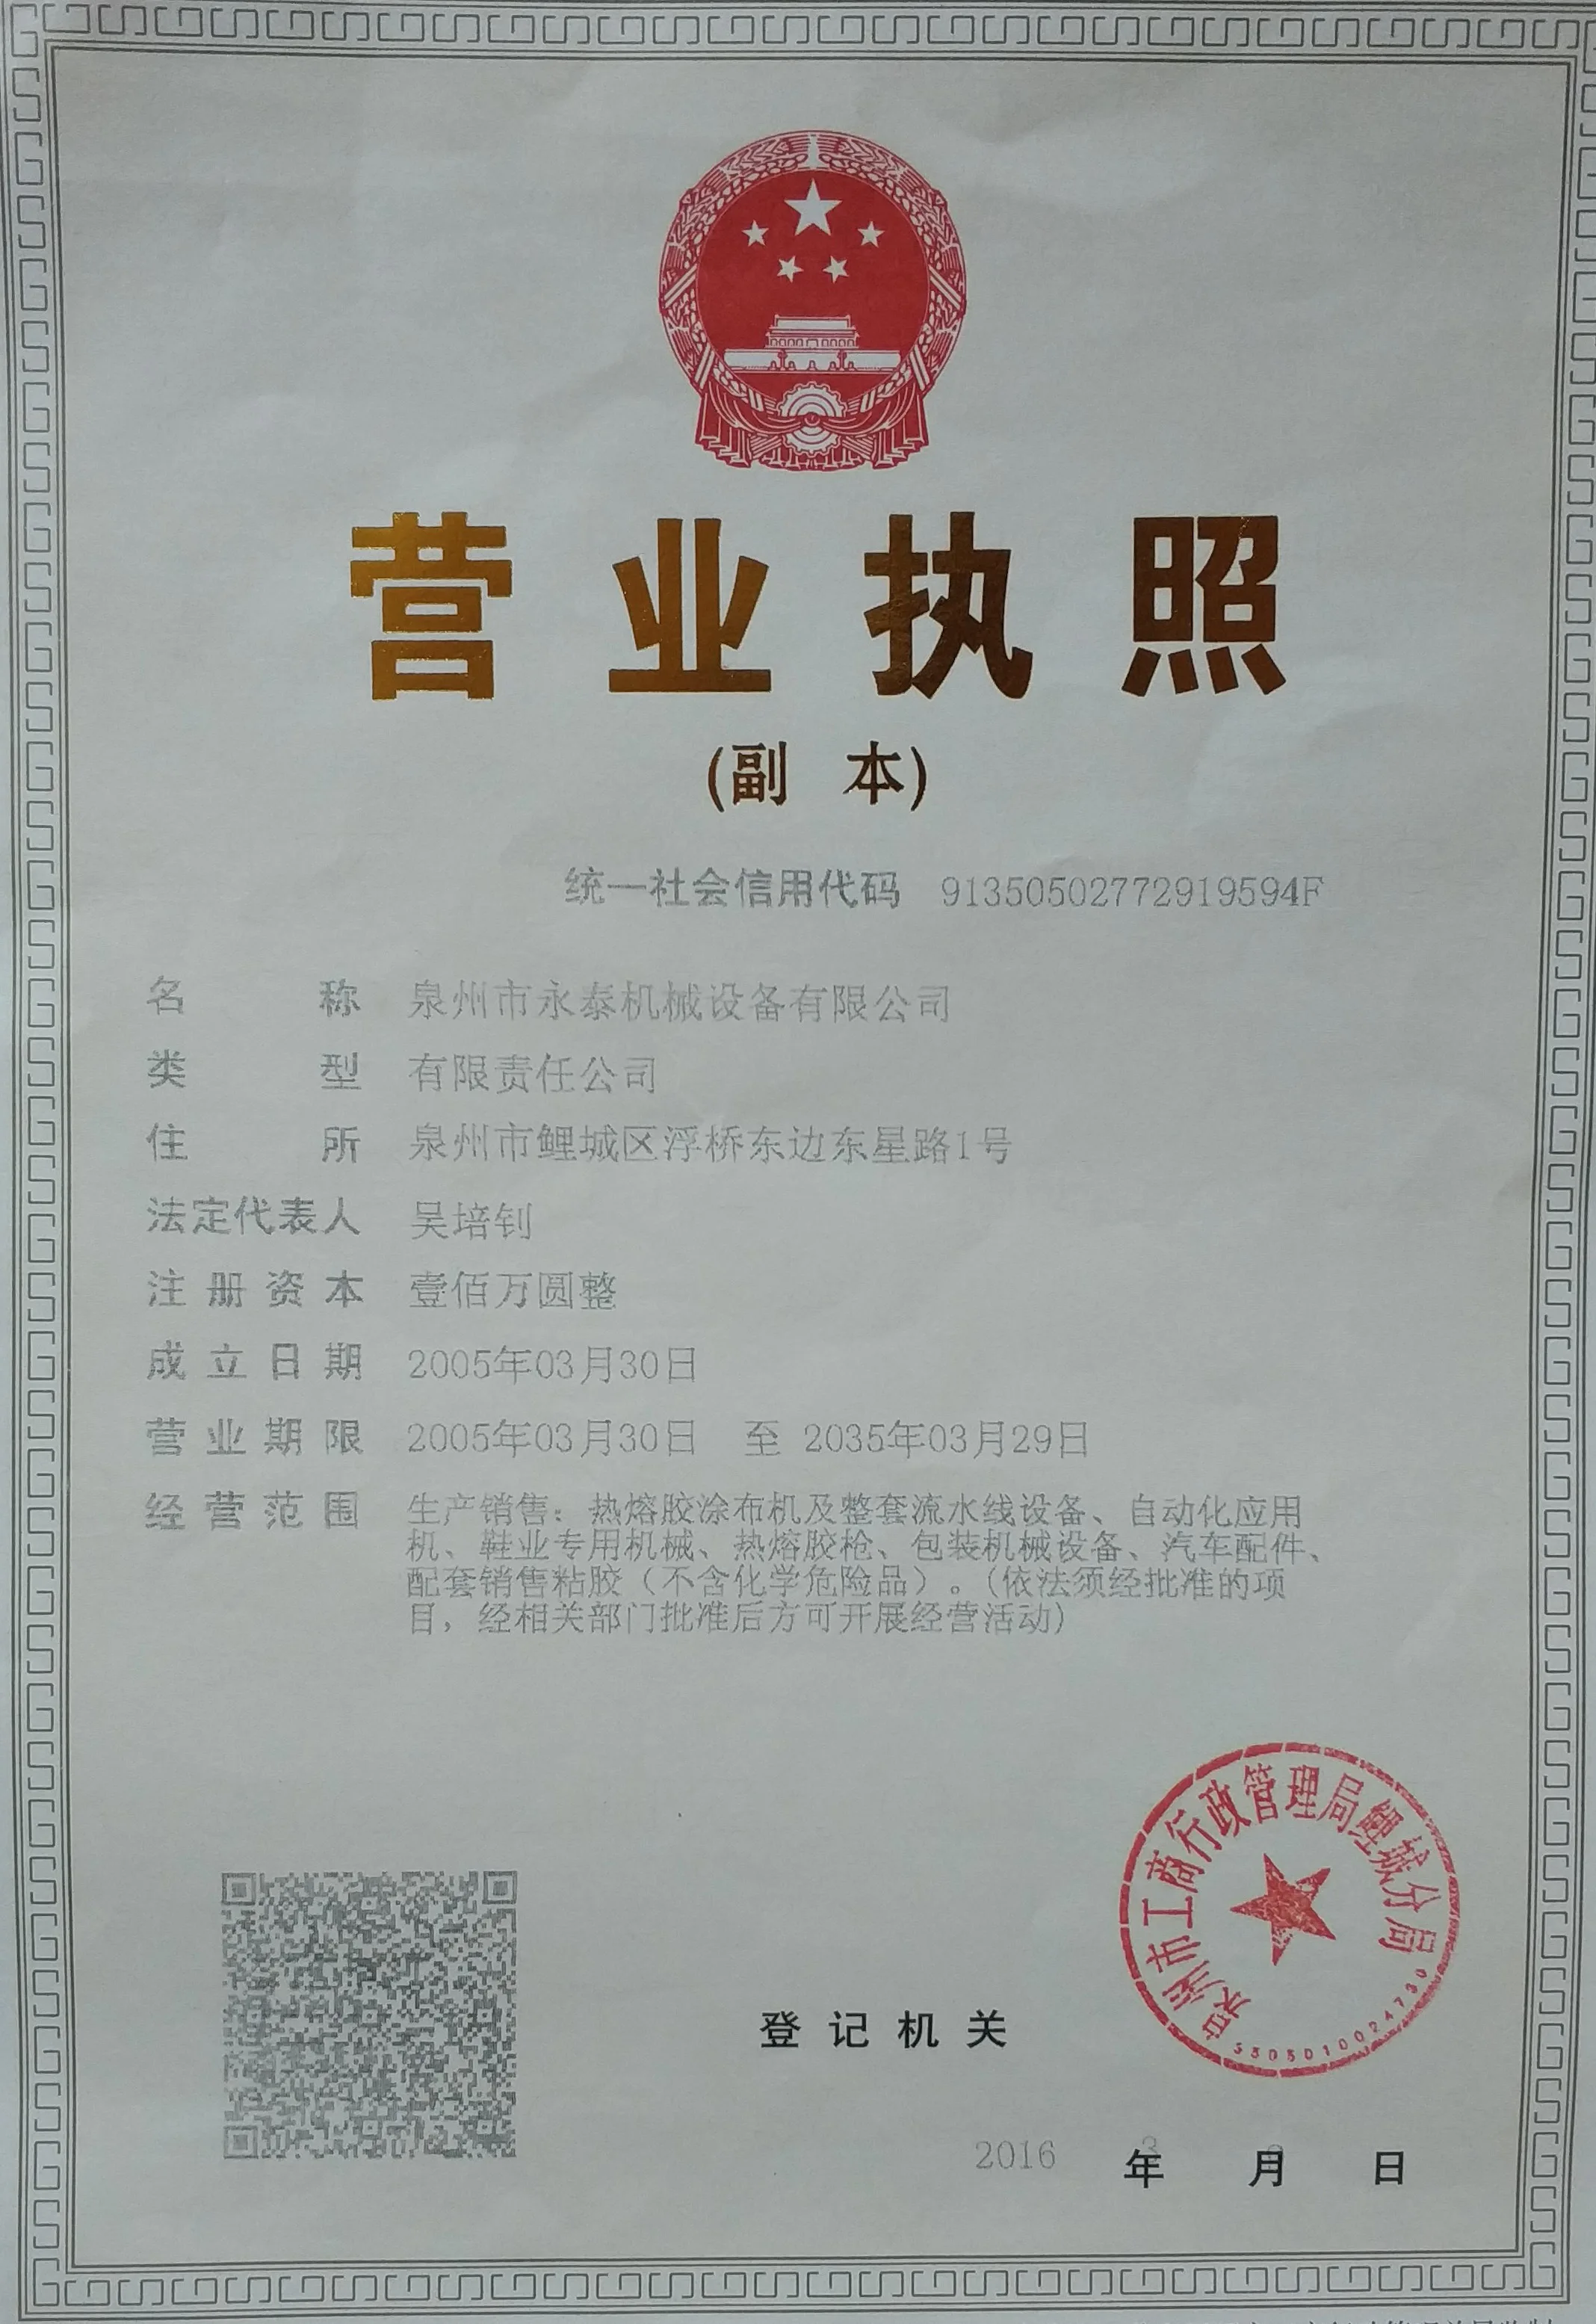 营业执照
(副 本)
统一社会信用代码 91350502772919594F
名 称 泉州市永泰机械设备有限公司
类 型 有限责任公司
住 所 泉州市鲤城区浮桥东边东星路1号
法定代表人 吴培钊
注册资本 壹佰万圆整
成立日期 2005年03月30日
营业期限 2005年03月30日 至 2035年03月29日
经营范围 生产销售：热熔胶涂布机及整套流水线设备、自动化应用
机、鞋业专用机械、热熔胶枪、包装机械设备、汽车配件、
配套销售粘胶（不含化学危险品）。(依法须经批准的项
目，经相关部门批准后方可开展经营活动)
泉州市工商行政管理局鲤城分局
登记机关
2016 年 3 月 日